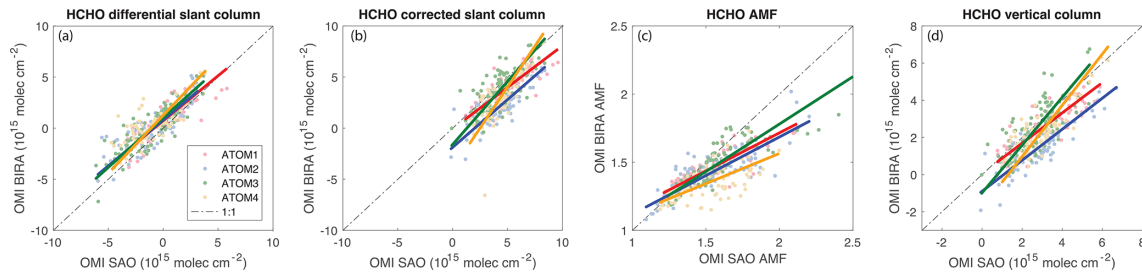 HCHO differential slant column
(a)
OMI BIRA (10^15 molec cm^-2)
10
5
0
-5
-10
-10 -5 0 5 10
OMI SAO (10^15 molec cm^-2)
ATOM1
ATOM2
ATOM3
ATOM4
1:1
HCHO corrected slant column
(b)
OMI BIRA (10^15 molec cm^-2)
10
5
0
-5
-10
-10 -5 0 5 10
OMI SAO (10^15 molec cm^-2)
HCHO AMF
(c)
OMI BIRA AMF
2.5
2
1.5
1
1 1.5 2 2.5
OMI SAO AMF
HCHO vertical column
(d)
OMI BIRA (10^15 molec cm^-2)
8
6
4
2
0
-2
-2 0 2 4 6 8
OMI SAO (10^15 molec cm^-2)